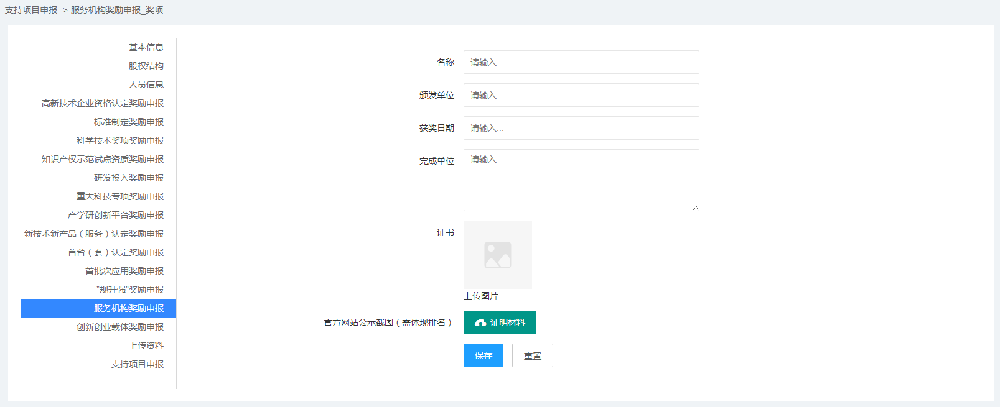 支持项目申报 > 服务机构奖励申报_奖项
基本信息
股权结构
人员信息
高新技术企业资格认定奖励申报
标准制定奖励申报
科学技术奖项奖励申报
知识产权示范试点资质奖励申报
研发投入奖励申报
重大科技专项奖励申报
产学研创新平台奖励申报
新技术新产品（服务）认定奖励申报
首台（套）认定奖励申报
首批次应用奖励申报
"规升强"奖励申报
服务机构奖励申报
创新创业载体奖励申报
上传资料
支持项目申报
名称 请输入...
颁发单位 请输入...
获奖日期 请输入...
完成单位 请输入...
证书
上传图片
官方网站公示截图（需体现排名） 证明材料
保存 重置